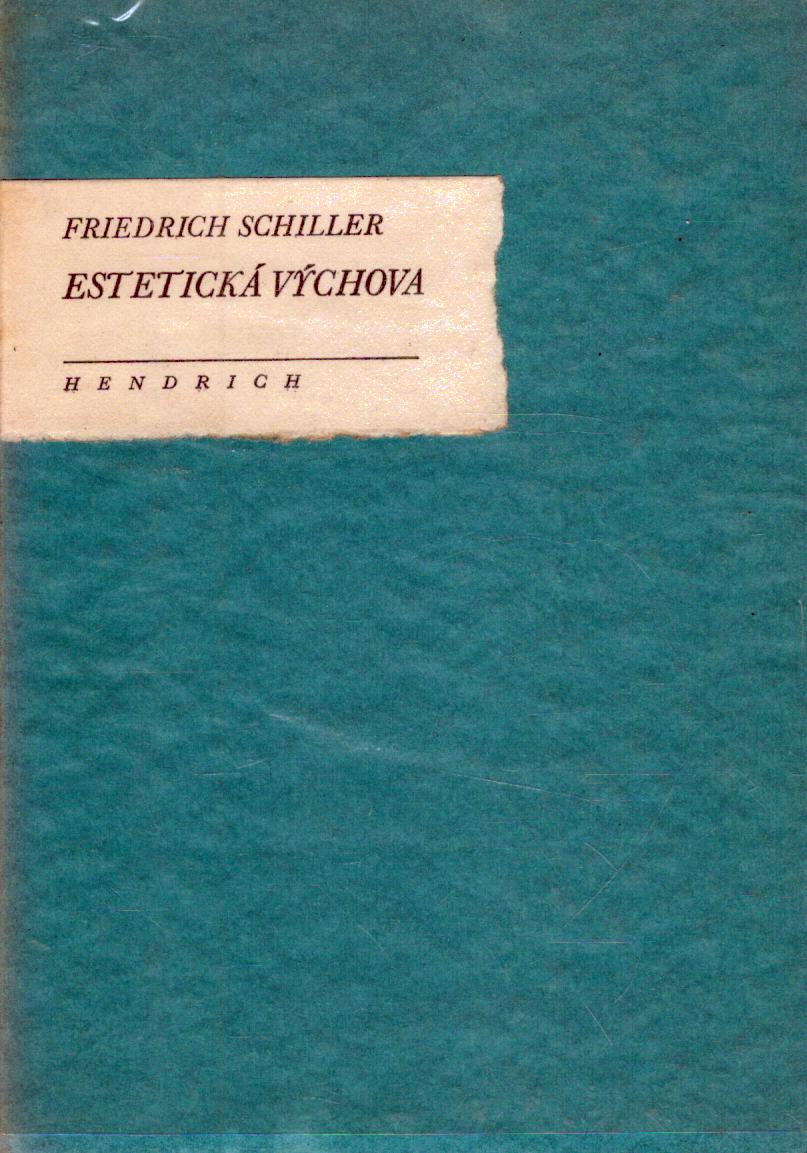 FRIEDRICH SCHILLER
ESTETICKÁ VÝCHOVA
HENDRICH